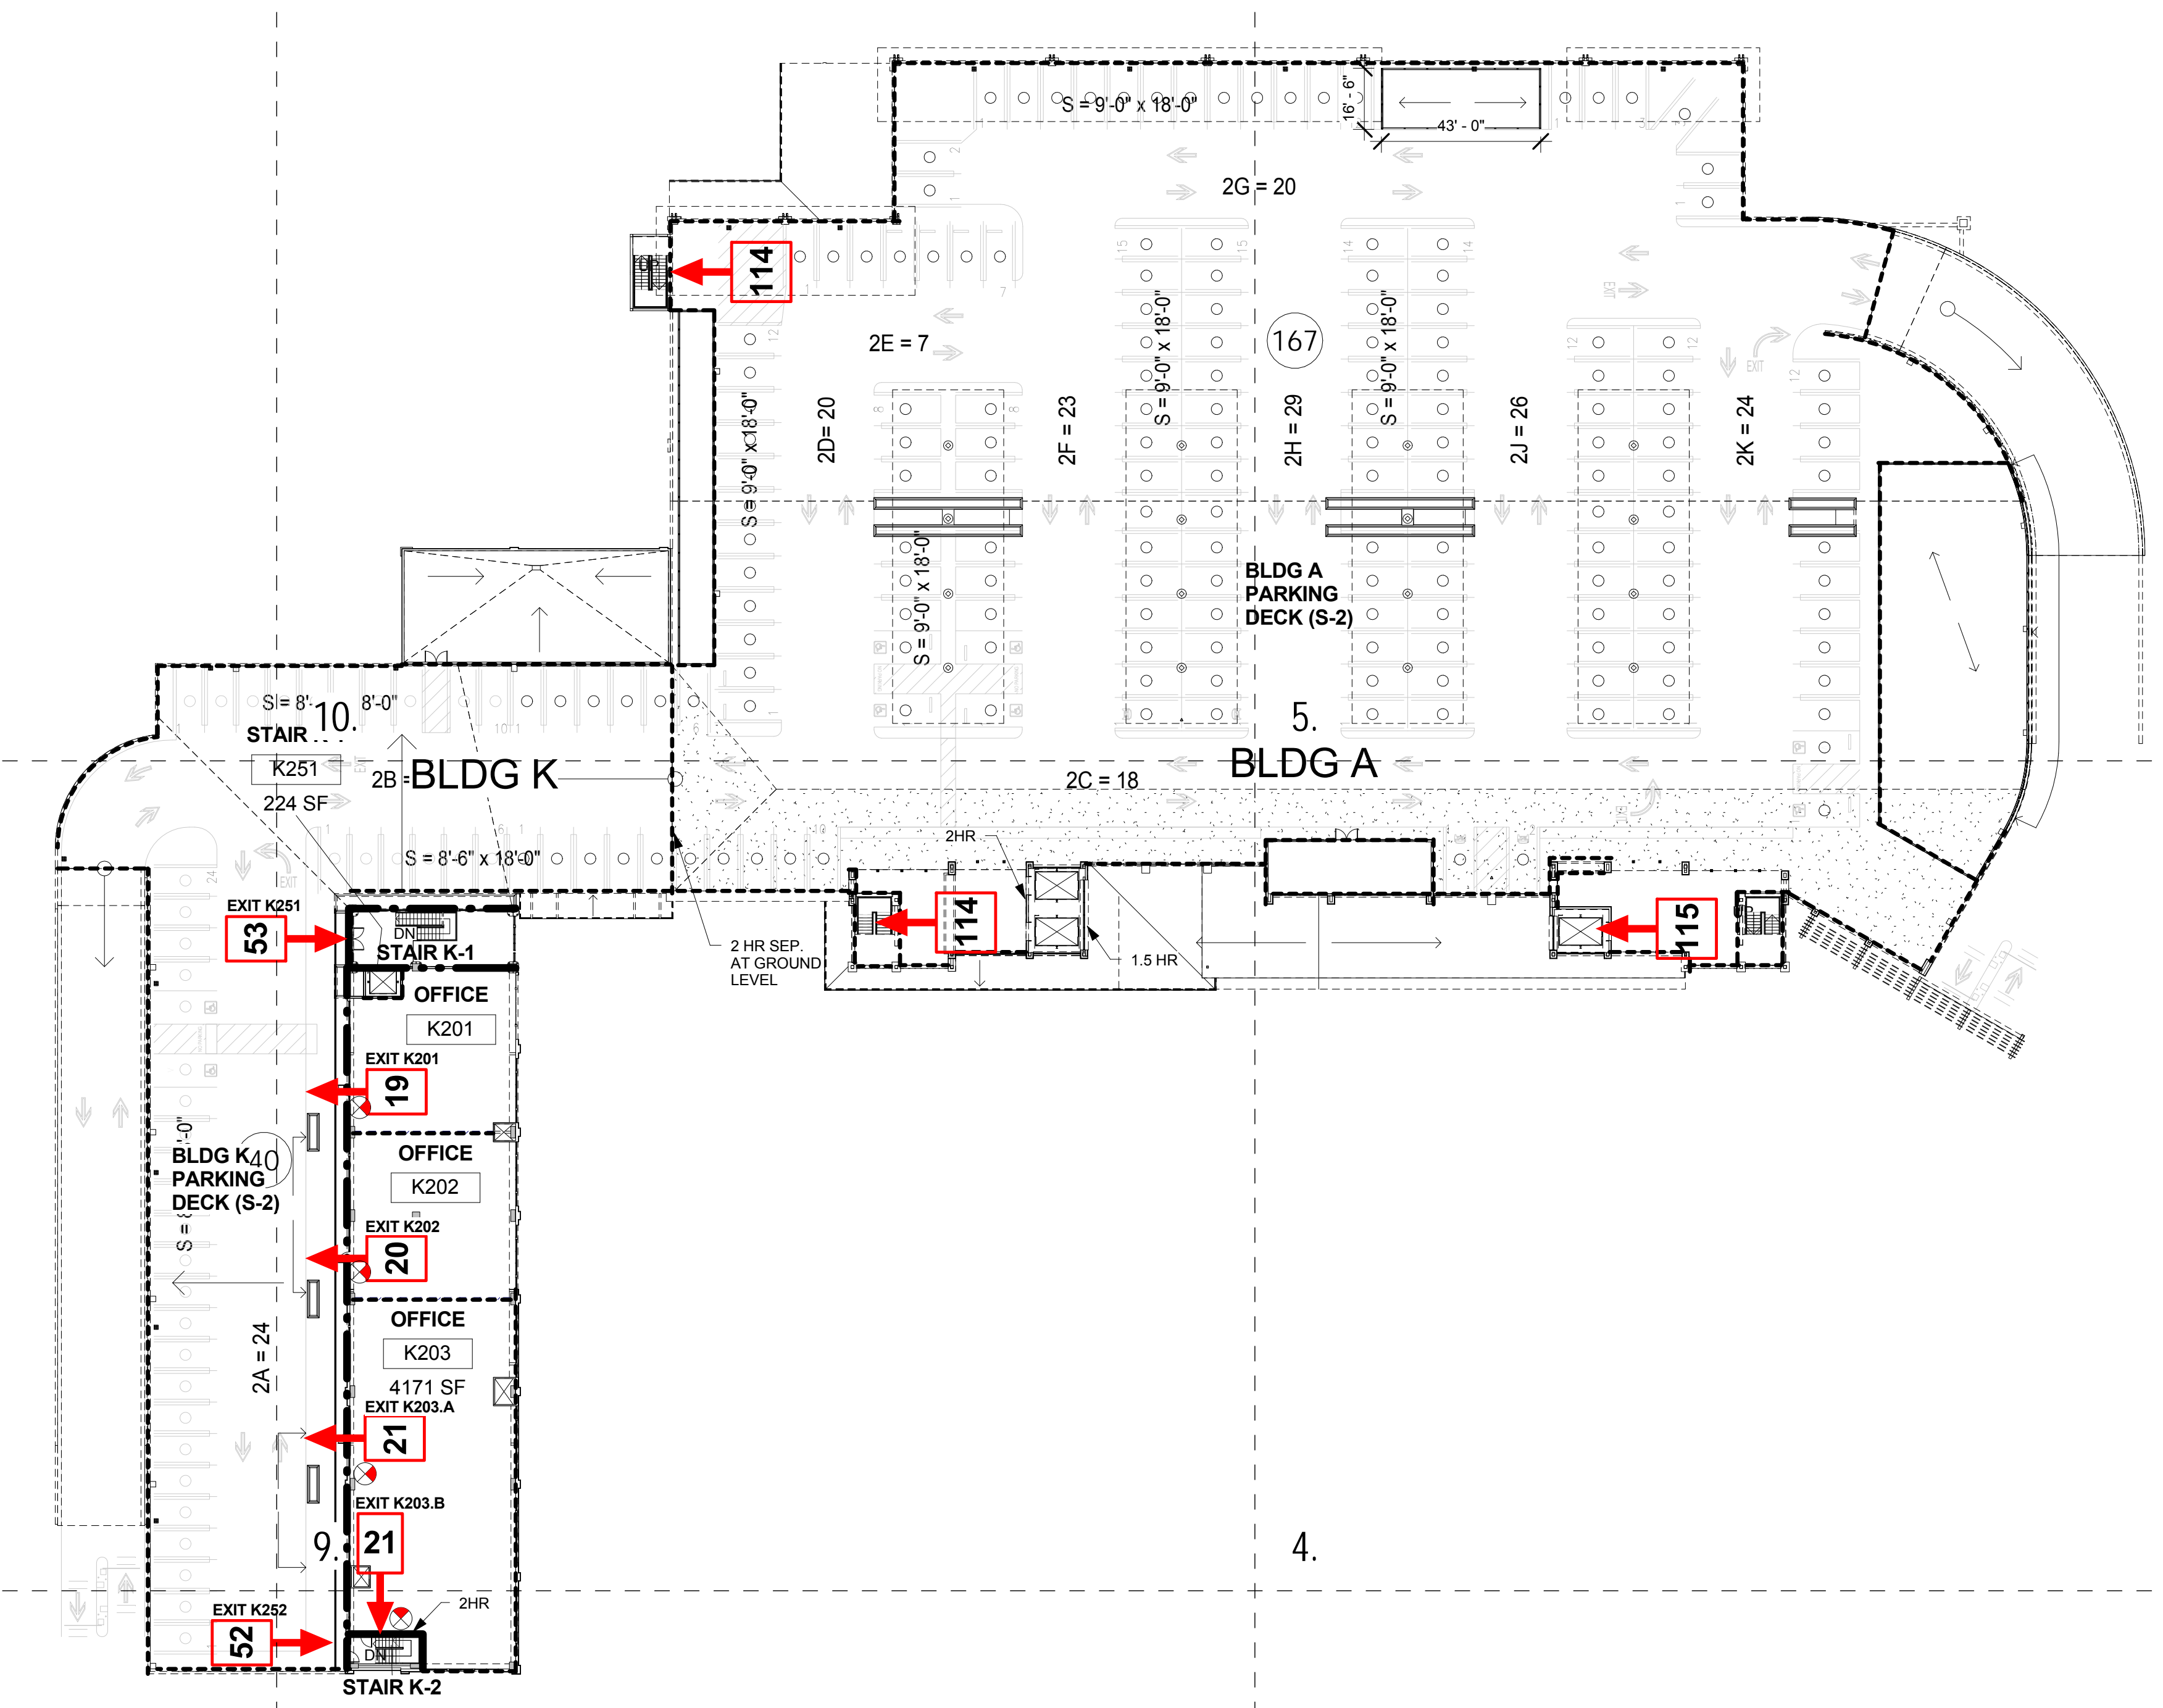 S = 9'-0" x 18'-0"
16' - 6"
43' - 0"
2G = 20
114
2E = 7
167
S = 9'-0" x 18'-0"
S = 9'-0" x 18'-0"
S = 9'-0" x 18'-0"
2D= 20
2F = 23
2H = 29
2J = 26
2K = 24
EXIT
EXIT
S = 9'-0" x 18'-0"
BLDG A
PARKING
DECK (S-2)
5.
BLDG A
2C = 18
S = 8'- 8'-0"
10.
STAIR
K251
224 SF
2B =
BLDG K
EXIT
EXIT
S = 8'-6" x 18'-0"
2HR
114
1.5 HR
115
2 HR SEP.
AT GROUND
LEVEL
EXIT K251
53
DN
STAIR K-1
OFFICE
K201
EXIT K201
19
OFFICE
K202
EXIT K202
20
BLDG K
PARKING
DECK (S-2)
40
2A = 24
OFFICE
K203
4171 SF
EXIT K203.A
21
EXIT K203.B
21
9.
4.
EXIT K252
52
2HR
DN
STAIR K-2